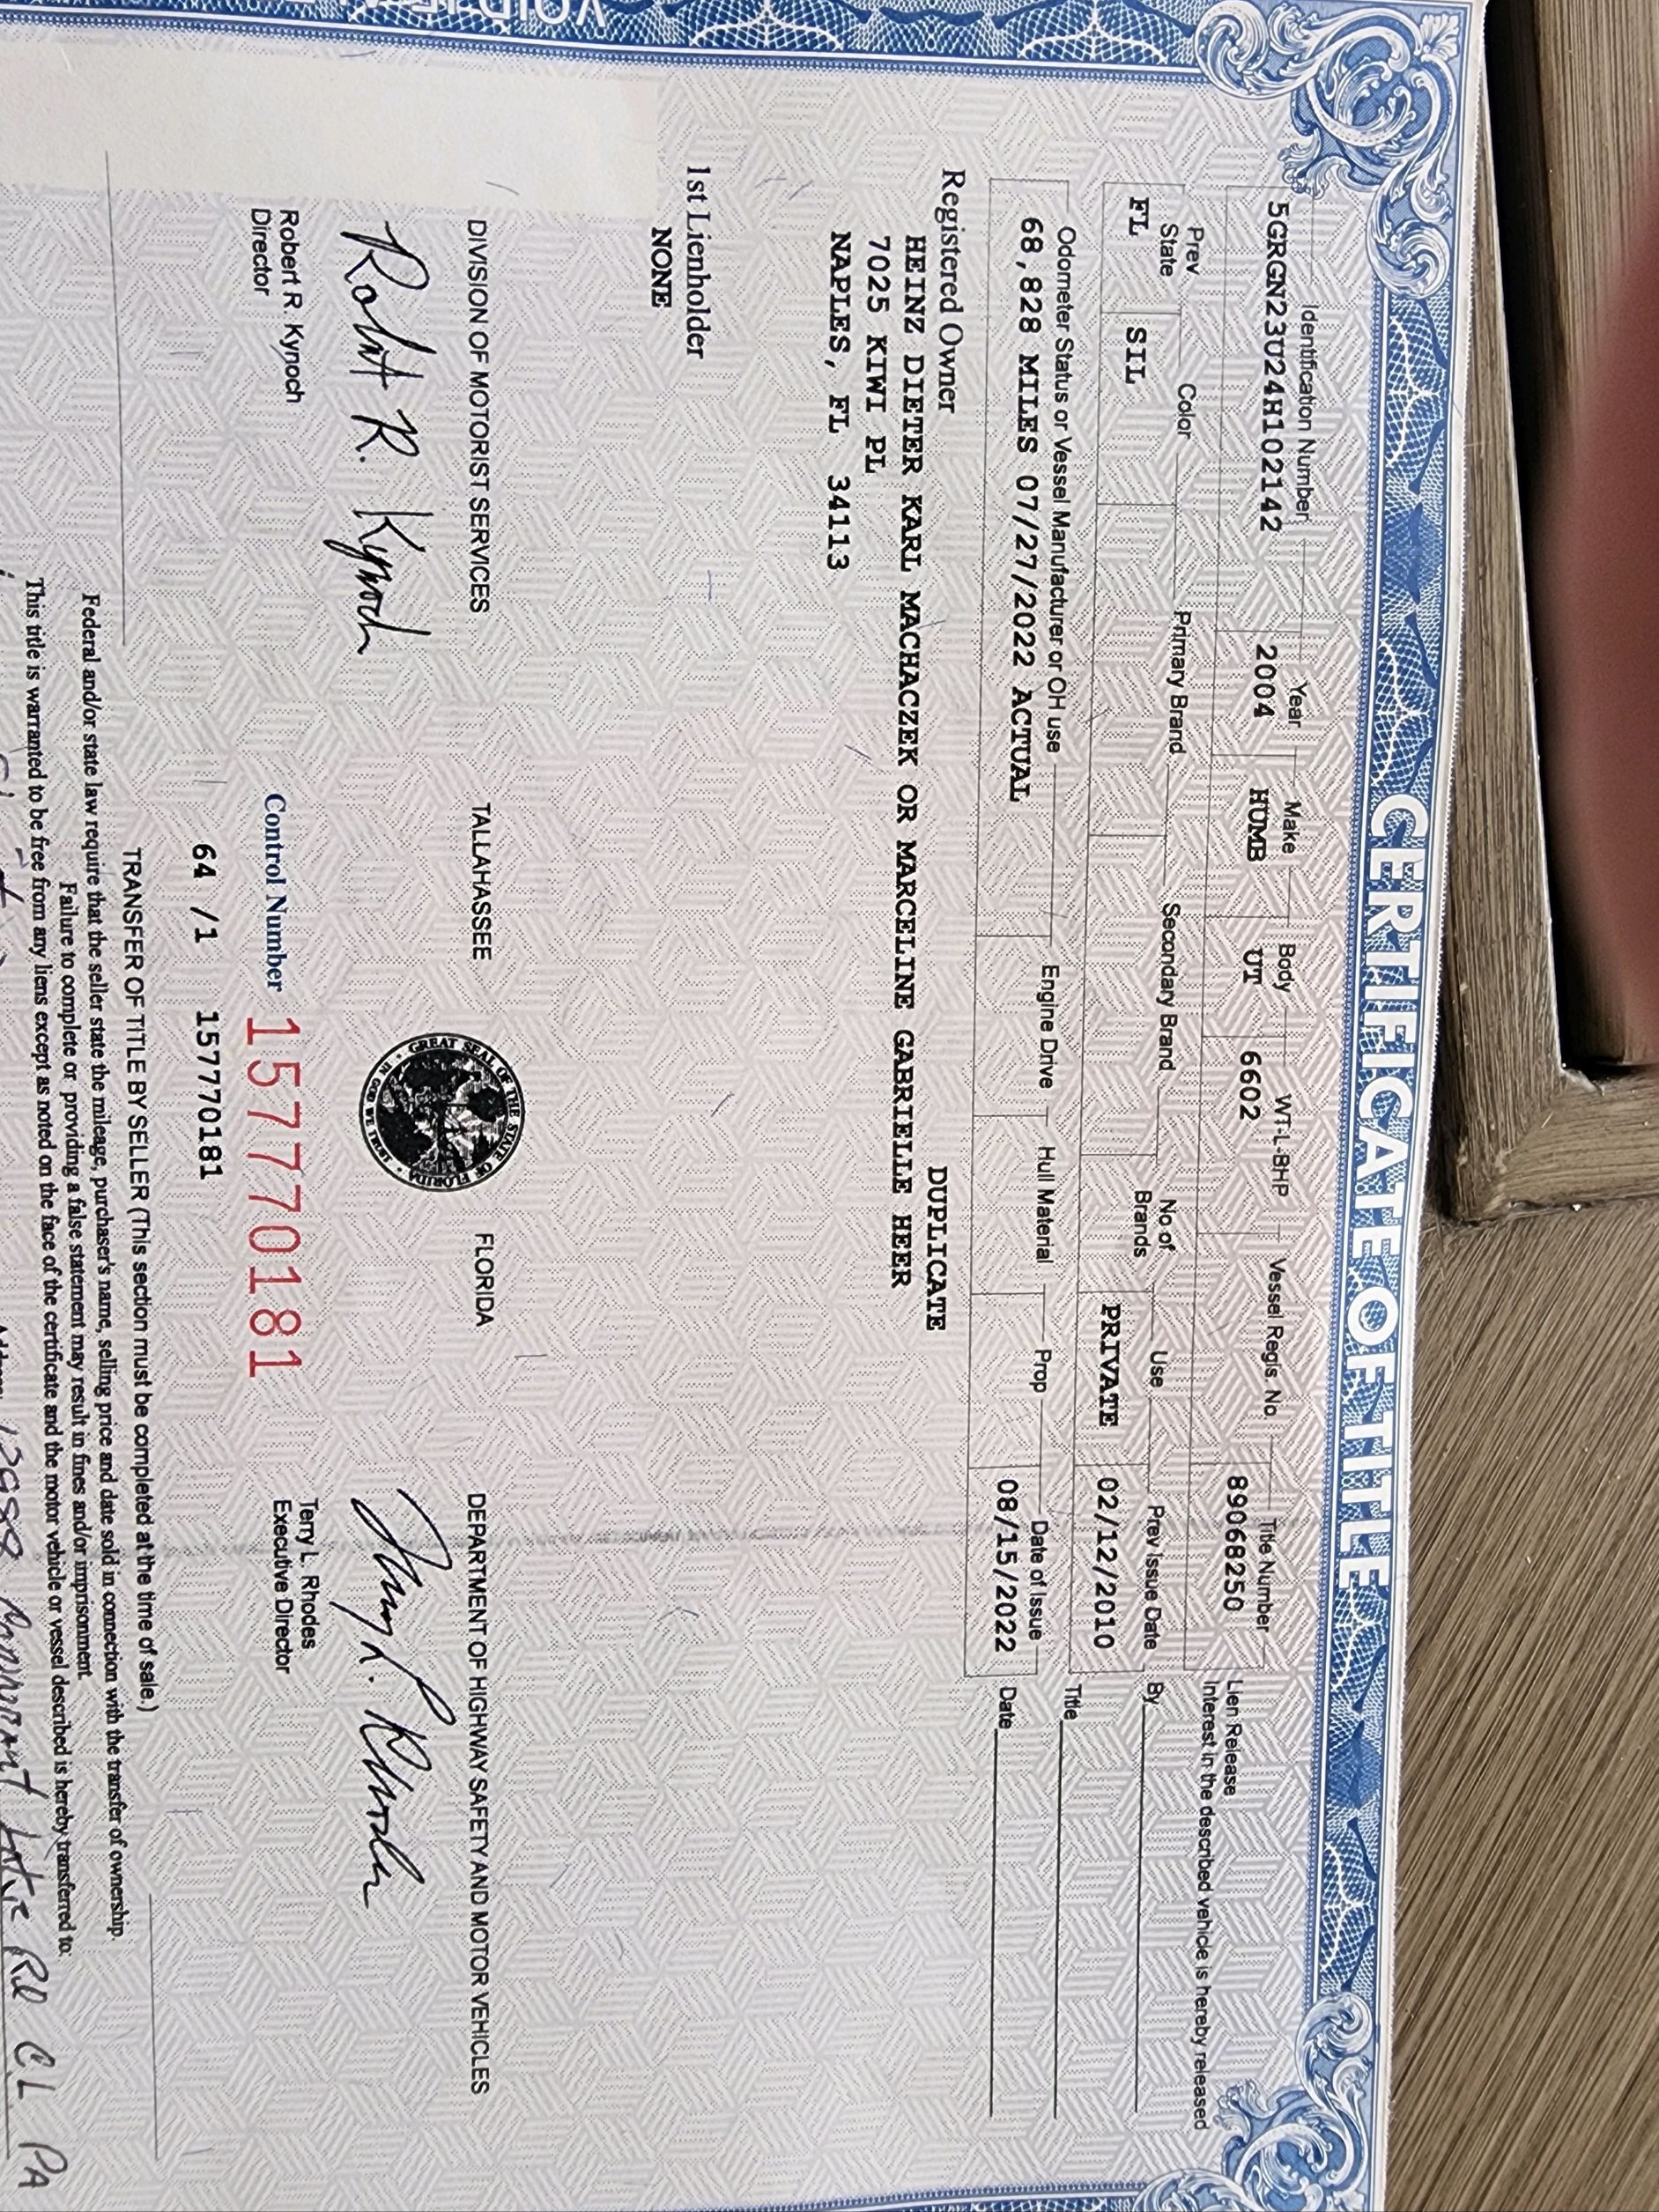 CERTIFICATE OF TITLE
Identification Number Year Make Body WT-L-BHP Vessel Regis. No. Title Number
5GRGN23U24H102142 2004 HUMB UT 6602 890682500
Lien Release
Interest in the described vehicle is hereby released
Prev State Color Primary Brand Secondary Brand No of Brands Use Prev Issue Date
FL SIL PRIVATE 02/12/2010
By
Odometer Status or Vessel Manufacturer or OH use Engine Drive Hull Material Prop Date of Issue
68,828 MILES 07/27/2022 ACTUAL 08/15/2022
Title
Date
Registered Owner
DUPLICATE
HEINZ DIETER KARL MACHACZEK OR MARCELINE GABRIELLE HEER
7025 KIWI PL
NAPLES, FL 34113
1st Lienholder
NONE
DIVISION OF MOTORIST SERVICES TALLAHASSEE FLORIDA DEPARTMENT OF HIGHWAY SAFETY AND MOTOR VEHICLES
GREAT SEAL OF THE STATE OF FLORIDA
IN GOD WE TRUST
Robert R. Kynoch
Robert R. Kynoch
Director
Control Number 157770181
Terry L. Rhodes
Terry L. Rhodes
Executive Director
64 /1 157770181
TRANSFER OF TITLE BY SELLER (This section must be completed at the time of sale.)
Federal and/or state law require that the seller state the mileage, purchaser's name, selling price and date sold in connection with the transfer of ownership.
Failure to complete or providing a false statement may result in fines and/or imprisonment.
This title is warranted to be free from any liens except as noted on the face of the certificate and the motor vehicle or vessel described is hereby transferred to: